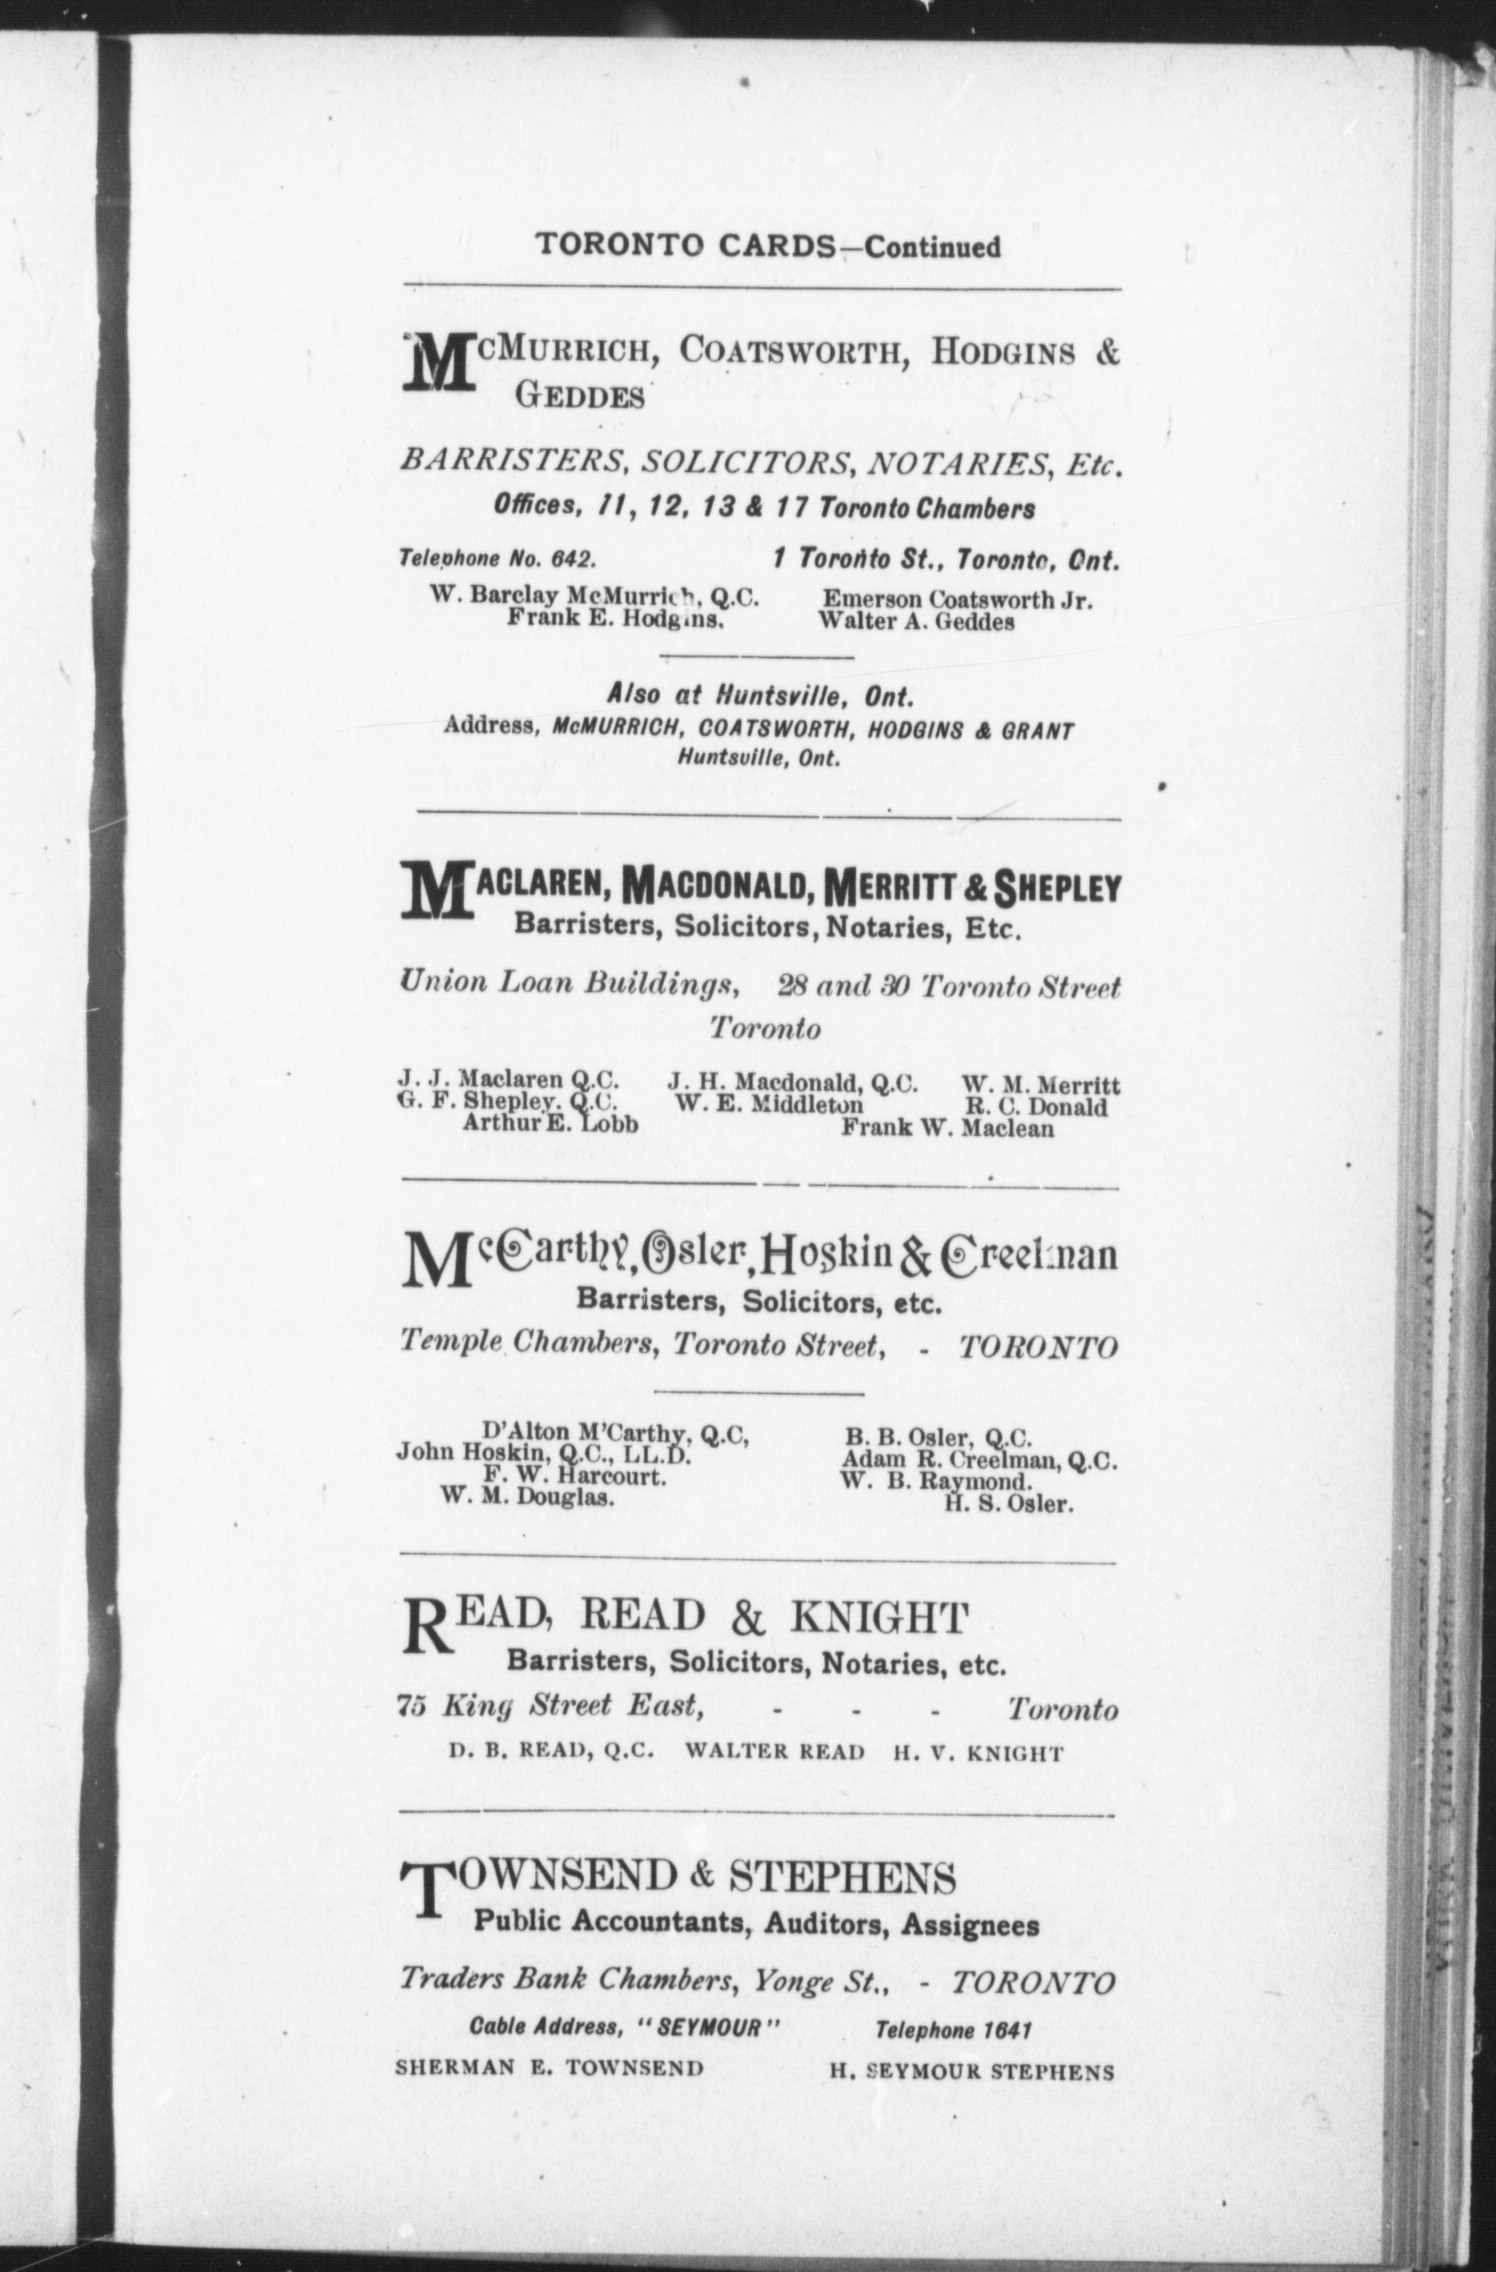 TORONTO CARDS—Continued
McMURRICH, COATSWORTH, HODGINS &
GEDDES
BARRISTERS, SOLICITORS, NOTARIES, Etc.
Offices, 11, 12, 13 & 17 Toronto Chambers
Telephone No. 642. 1 Toronto St., Toronto, Ont.
W. Barclay McMurrich, Q.C. Emerson Coatsworth Jr.
Frank E. Hodgins. Walter A. Geddes
Also at Huntsville, Ont.
Address, McMURRICH, COATSWORTH, HODGINS & GRANT
Huntsville, Ont.
MACLAREN, MACDONALD, MERRITT & SHEPLEY
Barristers, Solicitors, Notaries, Etc.
Union Loan Buildings, 28 and 30 Toronto Street
Toronto
J. J. Maclaren Q.C. J. H. Macdonald, Q.C. W. M. Merritt
G. F. Shepley. Q.C. W. E. Middleton R. C. Donald
Arthur E. Lobb Frank W. Maclean
McCarthy, Osler, Hoskin & Creelman
Barristers, Solicitors, etc.
Temple Chambers, Toronto Street, - TORONTO
D'Alton M'Carthy, Q.C, B. B. Osler, Q.C.
John Hoskin, Q.C., LL.D. Adam R. Creelman, Q.C.
F. W. Harcourt. W. B. Raymond.
W. M. Douglas. H. S. Osler.
READ, READ & KNIGHT
Barristers, Solicitors, Notaries, etc.
75 King Street East, - - - Toronto
D. B. READ, Q.C. WALTER READ H. V. KNIGHT
TOWNSEND & STEPHENS
Public Accountants, Auditors, Assignees
Traders Bank Chambers, Yonge St., - TORONTO
Cable Address, "SEYMOUR" Telephone 1641
SHERMAN E. TOWNSEND H. SEYMOUR STEPHENS